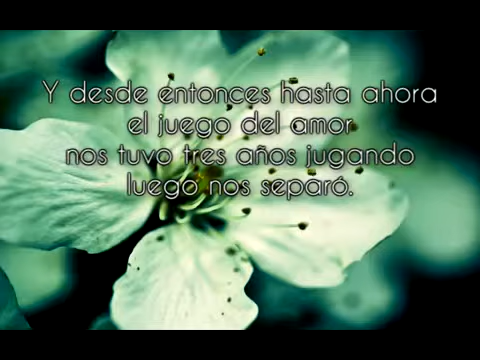 Y desde entonces hasta ahora
el juego del amor
nos tuvo tres años jugando
luego nos separó.